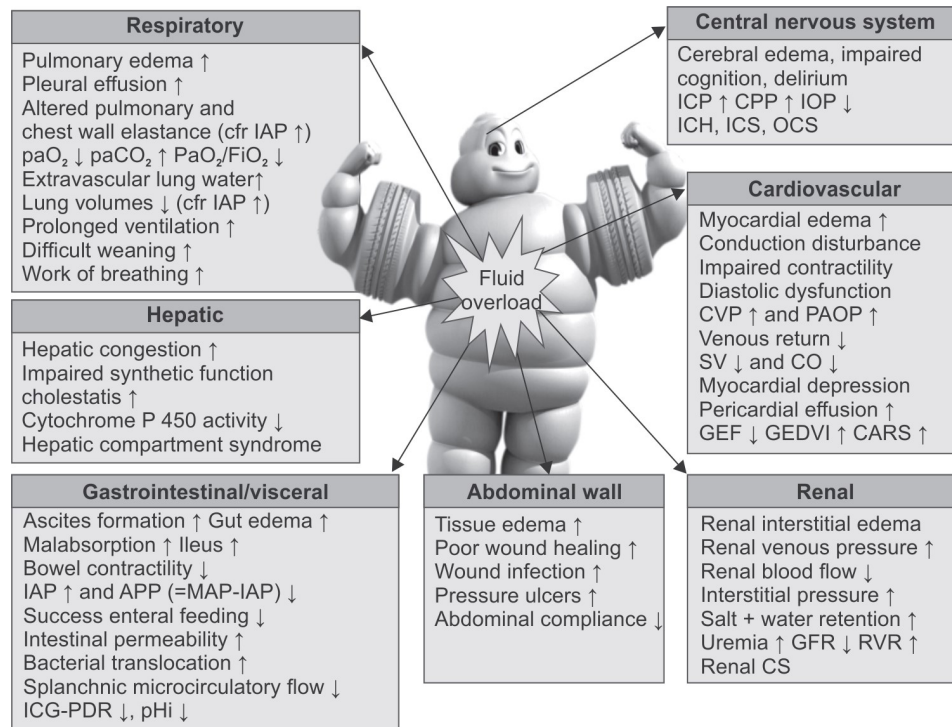 Respiratory
Pulmonary edema ↑
Pleural effusion ↑
Altered pulmonary and
chest wall elastance (cfr IAP ↑)
paO₂ ↓ paCO₂ ↑ PaO₂/FiO₂ ↓
Extravascular lung water↑
Lung volumes ↓ (cfr IAP ↑)
Prolonged ventilation ↑
Difficult weaning ↑
Work of breathing ↑
Central nervous system
Cerebral edema, impaired
cognition, delirium
ICP ↑ CPP ↑ IOP ↓
ICH, ICS, OCS
Fluid
overload
Cardiovascular
Myocardial edema ↑
Conduction disturbance
Impaired contractility
Diastolic dysfunction
CVP ↑ and PAOP ↑
Venous return ↓
SV ↓ and CO ↓
Myocardial depression
Pericardial effusion ↑
GEF ↓ GEDVI ↑ CARS ↑
Hepatic
Hepatic congestion ↑
Impaired synthetic function
cholestatis ↑
Cytochrome P 450 activity ↓
Hepatic compartment syndrome
Gastrointestinal/visceral
Ascites formation ↑ Gut edema ↑
Malabsorption ↑ Ileus ↑
Bowel contractility ↓
IAP ↑ and APP (=MAP-IAP) ↓
Success enteral feeding ↓
Intestinal permeability ↑
Bacterial translocation ↑
Splanchnic microcirculatory flow ↓
ICG-PDR ↓, pHi ↓
Abdominal wall
Tissue edema ↑
Poor wound healing ↑
Wound infection ↑
Pressure ulcers ↑
Abdominal compliance ↓
Renal
Renal interstitial edema
Renal venous pressure ↑
Renal blood flow ↓
Interstitial pressure ↑
Salt + water retention ↑
Uremia ↑ GFR ↓ RVR ↑
Renal CS